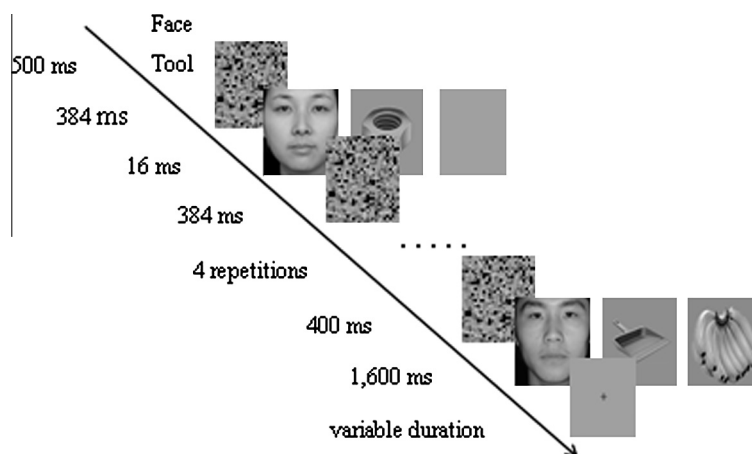 Face
Tool
500 ms
384 ms
16 ms
384 ms
4 repetitions
400 ms
1,600 ms
variable duration